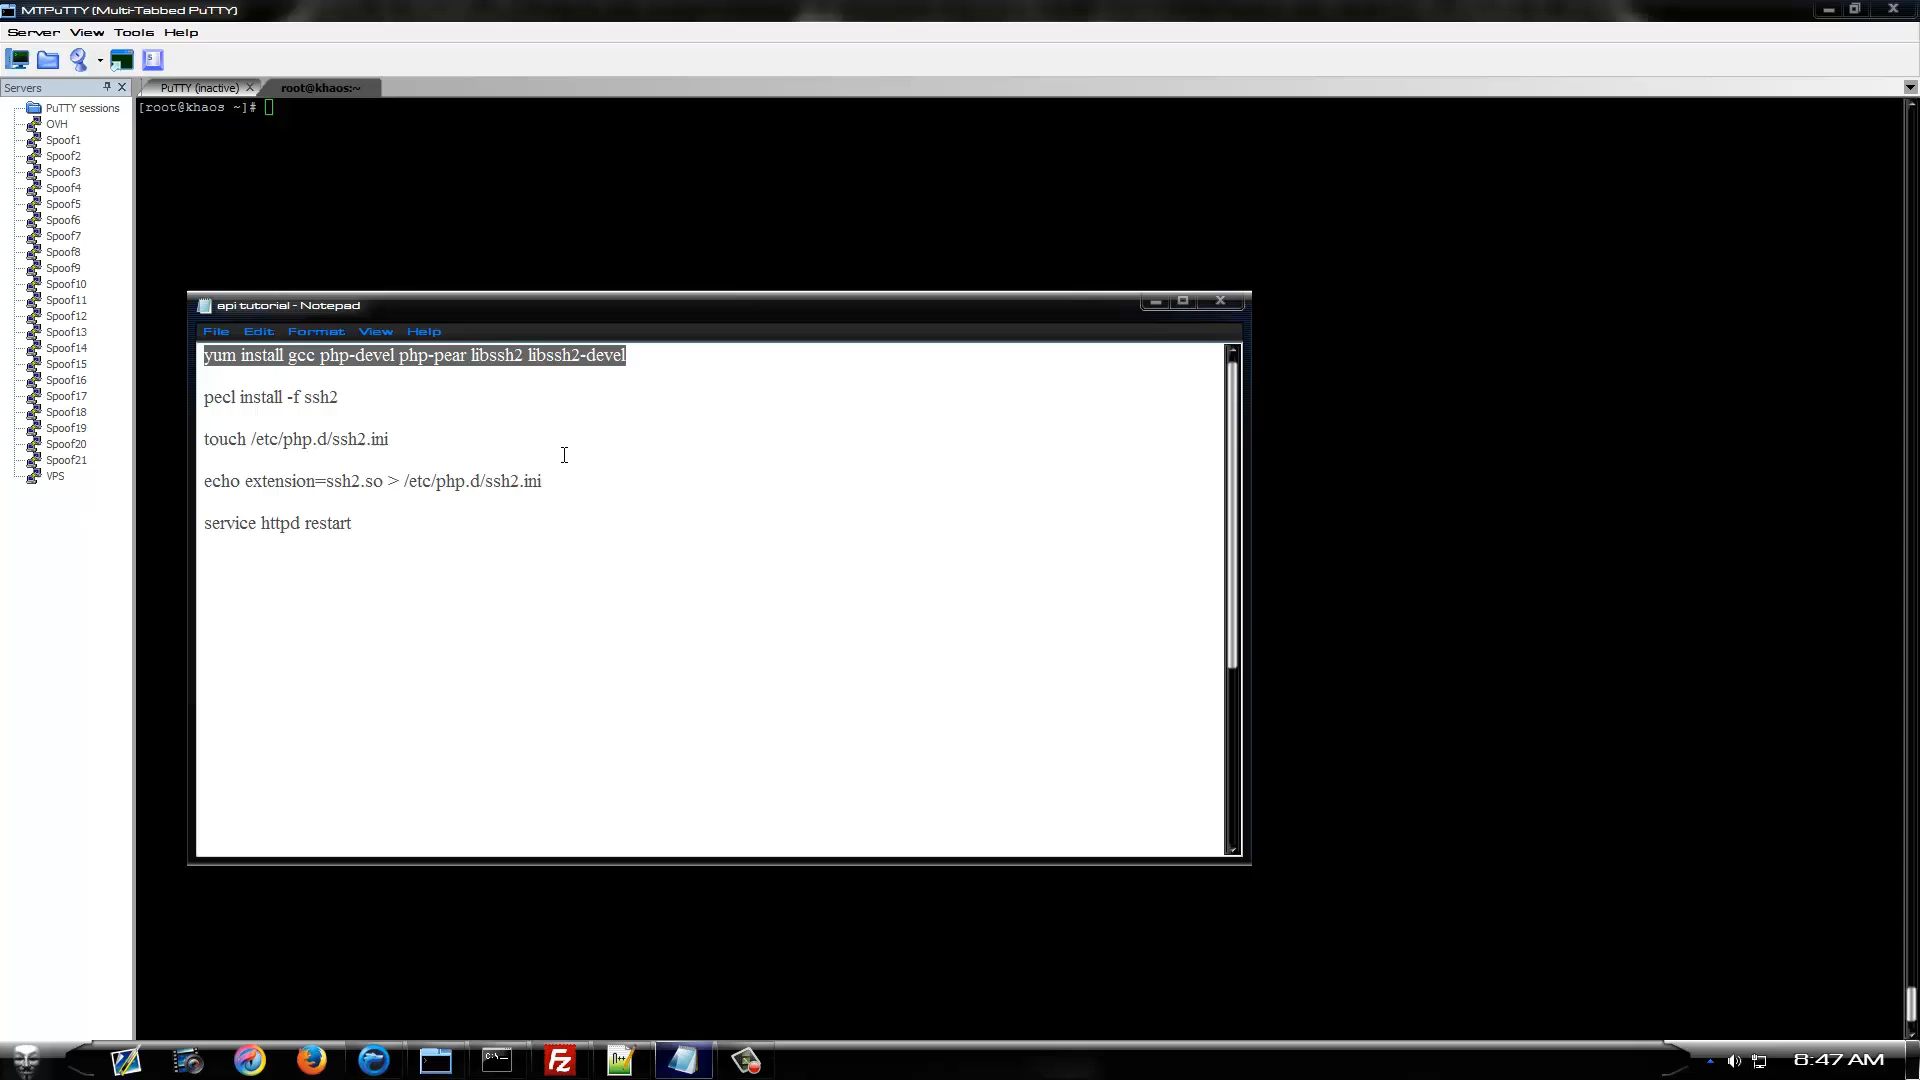 MTPuTTY (Multi-Tabbed PuTTY)
Server View Tools Help
Servers
PuTTY (inactive)
root@khaos:~
PuTTY sessions
OVH
Spoof1
Spoof2
Spoof3
Spoof4
Spoof5
Spoof6
Spoof7
Spoof8
Spoof9
Spoof10
Spoof11
Spoof12
Spoof13
Spoof14
Spoof15
Spoof16
Spoof17
Spoof18
Spoof19
Spoof20
Spoof21
VPS
[root@khaos ~]#
api tutorial - Notepad
File Edit Format View Help
yum install gcc php-devel php-pear libssh2 libssh2-devel
pecl install -f ssh2
touch /etc/php.d/ssh2.ini
echo extension=ssh2.so > /etc/php.d/ssh2.ini
service httpd restart
C:\
FZ
8:47 AM